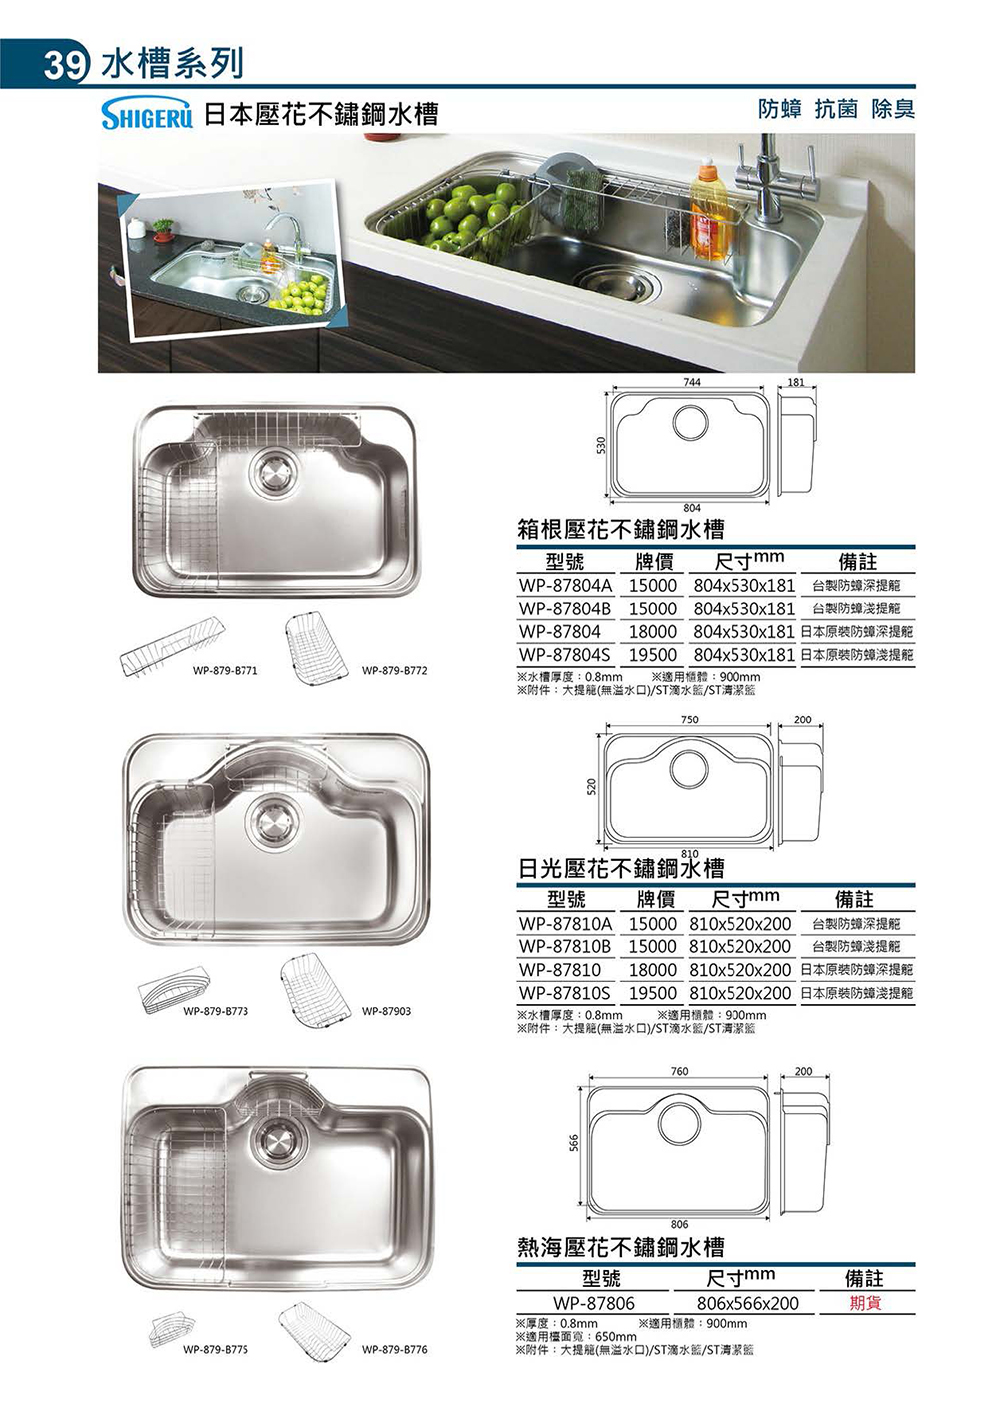 39 水槽系列
SHIGERU 日本壓花不鏽鋼水槽
防蟑 抗菌 除臭
744
181
530
804
箱根壓花不鏽鋼水槽
型號 牌價 尺寸mm 備註
WP-87804A 15000 804x530x181 台製防蟑深提籠
WP-87804B 15000 804x530x181 台製防蟑淺提籠
WP-87804 18000 804x530x181 日本原裝防蟑深提籠
WP-87804S 19500 804x530x181 日本原裝防蟑淺提籠
※水槽厚度：0.8mm ※適用櫃體：900mm
※附件：大提籠(無溢水口)/ST滴水籃/ST清潔籃
WP-879-B771
WP-879-B772
750
200
520
810
日光壓花不鏽鋼水槽
型號 牌價 尺寸mm 備註
WP-87810A 15000 810x520x200 台製防蟑深提籠
WP-87810B 15000 810x520x200 台製防蟑淺提籠
WP-87810 18000 810x520x200 日本原裝防蟑深提籠
WP-87810S 19500 810x520x200 日本原裝防蟑淺提籠
※水槽厚度：0.8mm ※適用櫃體：900mm
※附件：大提籠(無溢水口)/ST滴水籃/ST清潔籃
WP-879-B773
WP-87903
760
200
566
806
熱海壓花不鏽鋼水槽
型號 尺寸mm 備註
WP-87806 806x566x200 期貨
※厚度：0.8mm ※適用櫃體：900mm
※適用檯面寬：650mm
※附件：大提籠(無溢水口)/ST滴水籃/ST清潔籃
WP-879-B775
WP-879-B776